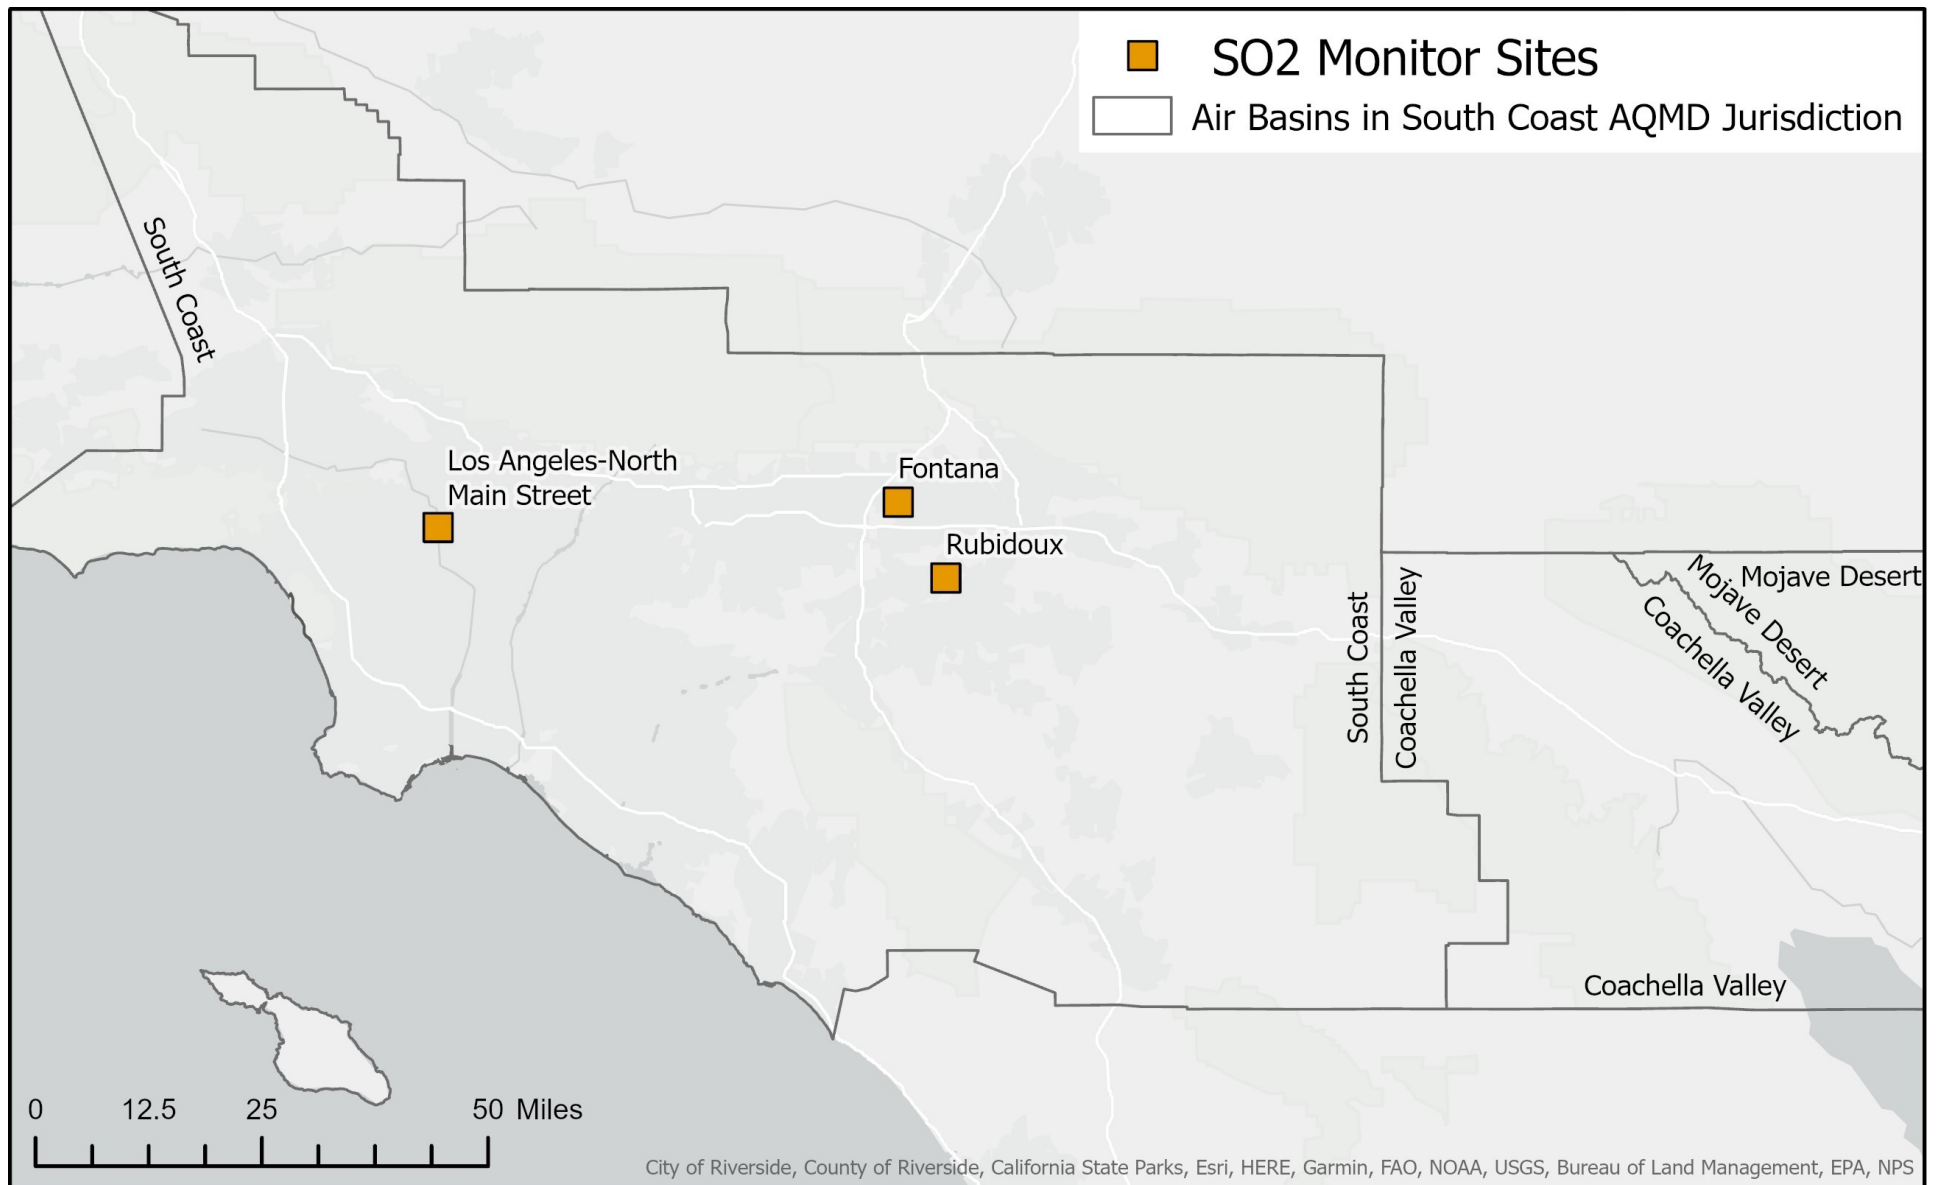 SO2 Monitor Sites
Air Basins in South Coast AQMD Jurisdiction
South Coast
Los Angeles-North
Main Street
Fontana
Rubidoux
South Coast
Coachella Valley
Mojave Desert
Mojave Desert
Coachella Valley
Coachella Valley
0 12.5 25 50 Miles
City of Riverside, County of Riverside, California State Parks, Esri, HERE, Garmin, FAO, NOAA, USGS, Bureau of Land Management, EPA, NPS